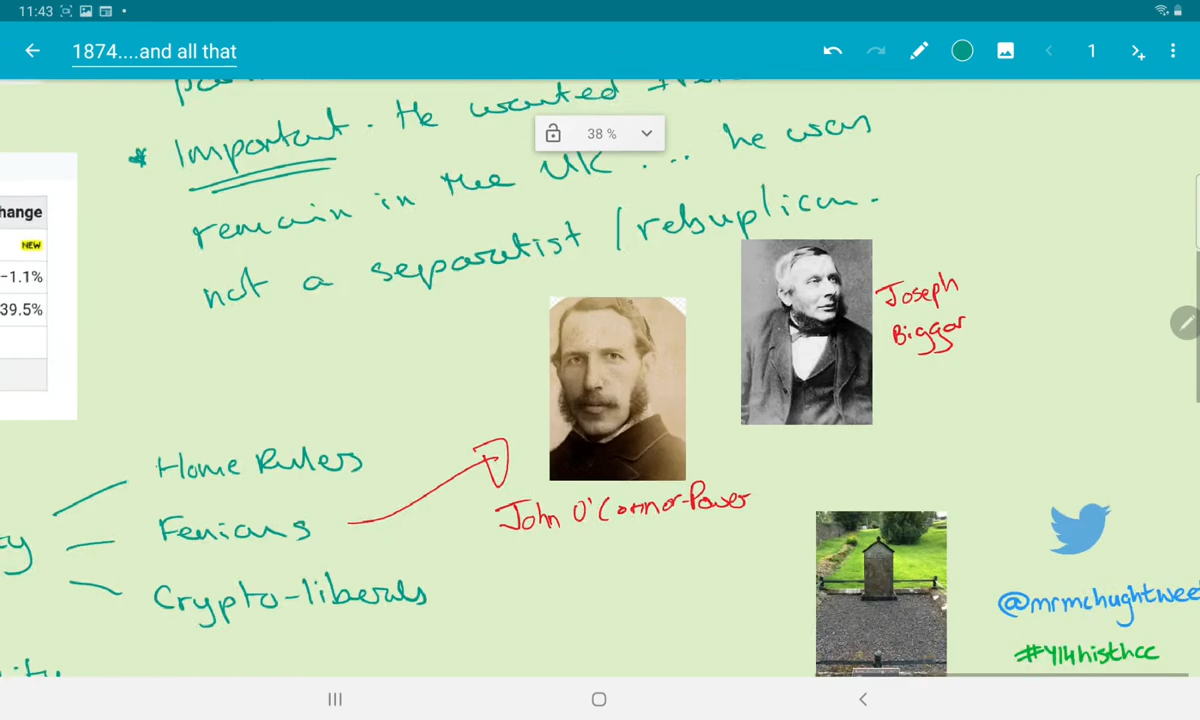 11:43
1874....and all that
1
38 %
Important. He wanted
remain in the UK ... he was
not a separatist / rebuplican.
hange
NEW
−1.1%
39.5%
Joseph
Biggar
Home Rulers
Fenians
Crypto-liberals
John O'Connor-Power
@mrmchughtwee
#Y14histhcc